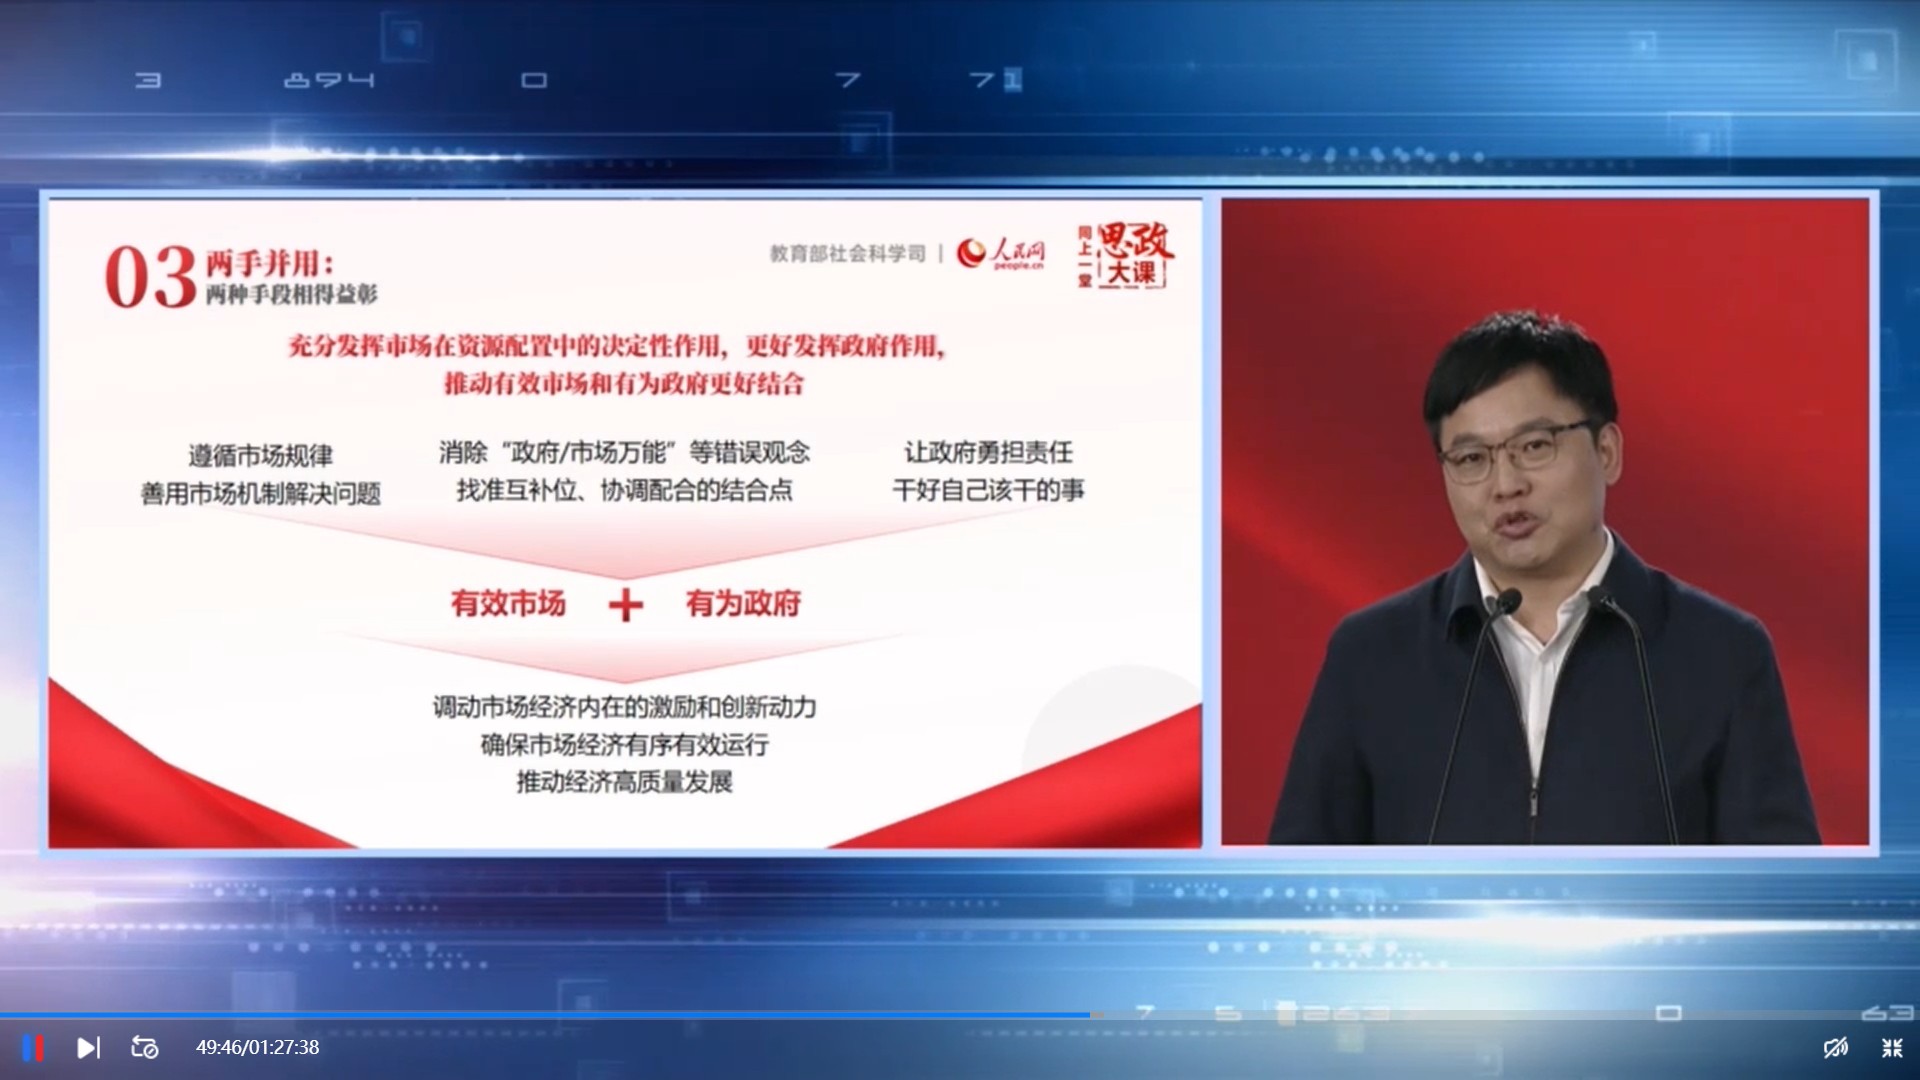 3 894 0 7 71
03 两手并用：
两种手段相得益彰
教育部社会科学司 | 人民网
people.cn
同上一堂
思政
大课
充分发挥市场在资源配置中的决定性作用，更好发挥政府作用，
推动有效市场和有为政府更好结合
遵循市场规律
善用市场机制解决问题
消除“政府/市场万能”等错误观念
找准互补位、协调配合的结合点
让政府勇担责任
干好自己该干的事
有效市场 + 有为政府
调动市场经济内在的激励和创新动力
确保市场经济有序有效运行
推动经济高质量发展
49:46/01:27:38